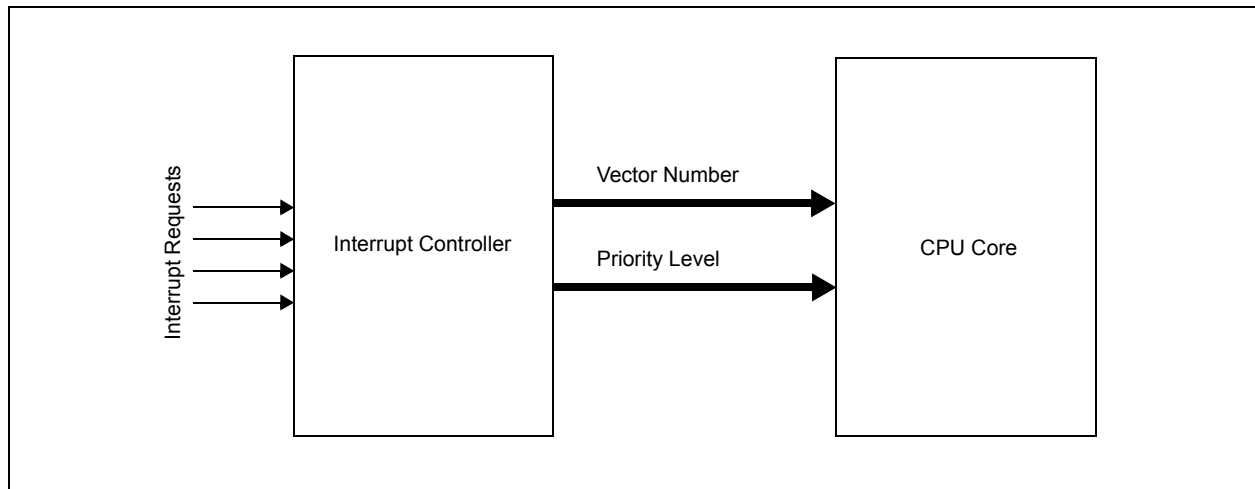 Interrupt Requests
Interrupt Controller
Vector Number
Priority Level
CPU Core